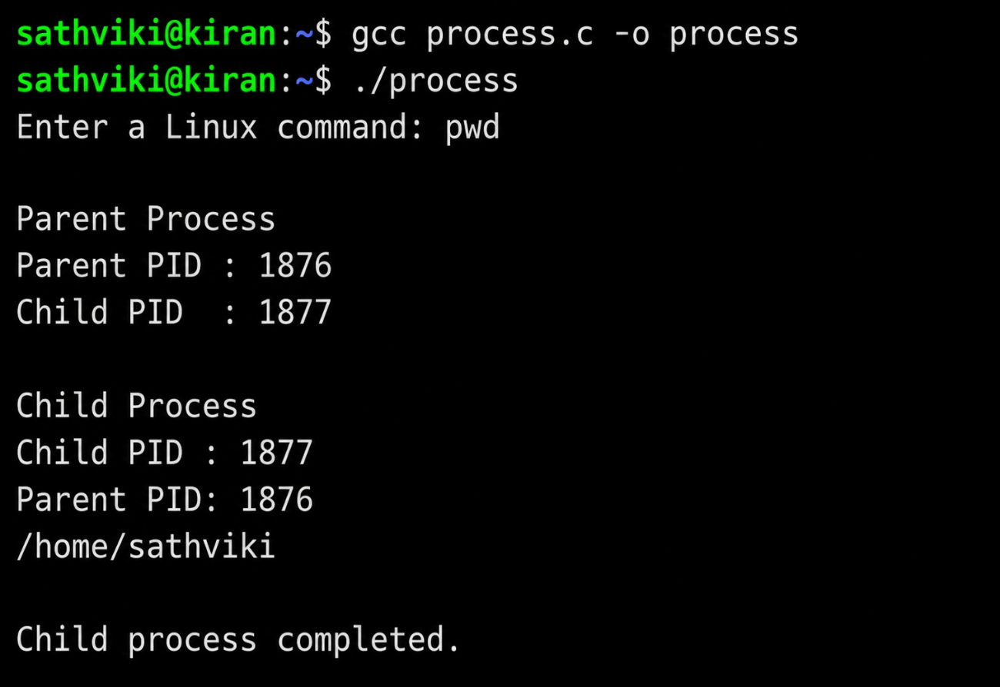 sathviki@kiran:~$ gcc process.c -o process
sathviki@kiran:~$ ./process
Enter a Linux command: pwd
Parent Process
Parent PID : 1876
Child PID  : 1877
Child Process
Child PID : 1877
Parent PID: 1876
/home/sathviki
Child process completed.